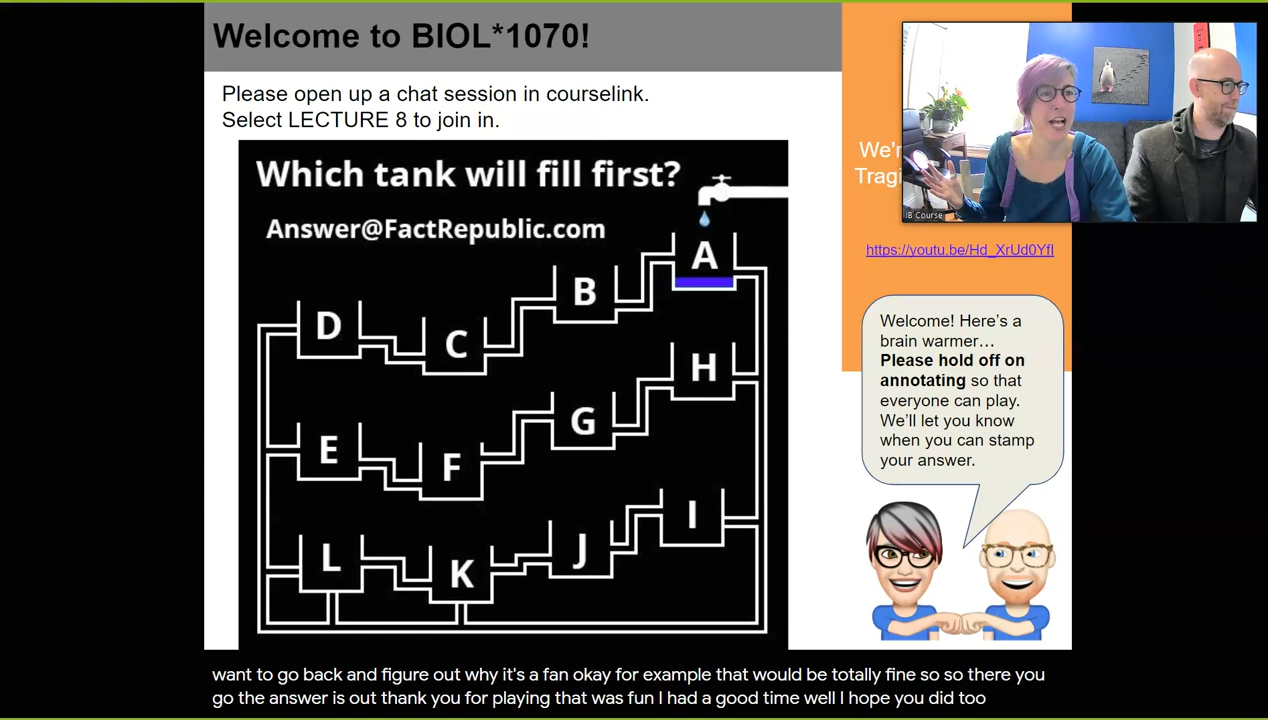 Welcome to BIOL*1070!
Please open up a chat session in courselink.
Select LECTURE 8 to join in.
Which tank will fill first?
Answer@FactRepublic.com
A
B
D
C
H
G
E
F
I
J
L
K
We'r
Tragi
IB Course
https://youtu.be/Hd_XrUd0YfI
Welcome! Here's a
brain warmer…
Please hold off on
annotating so that
everyone can play.
We'll let you know
when you can stamp
your answer.
want to go back and figure out why it's a fan okay for example that would be totally fine so so there you
go the answer is out thank you for playing that was fun I had a good time well I hope you did too